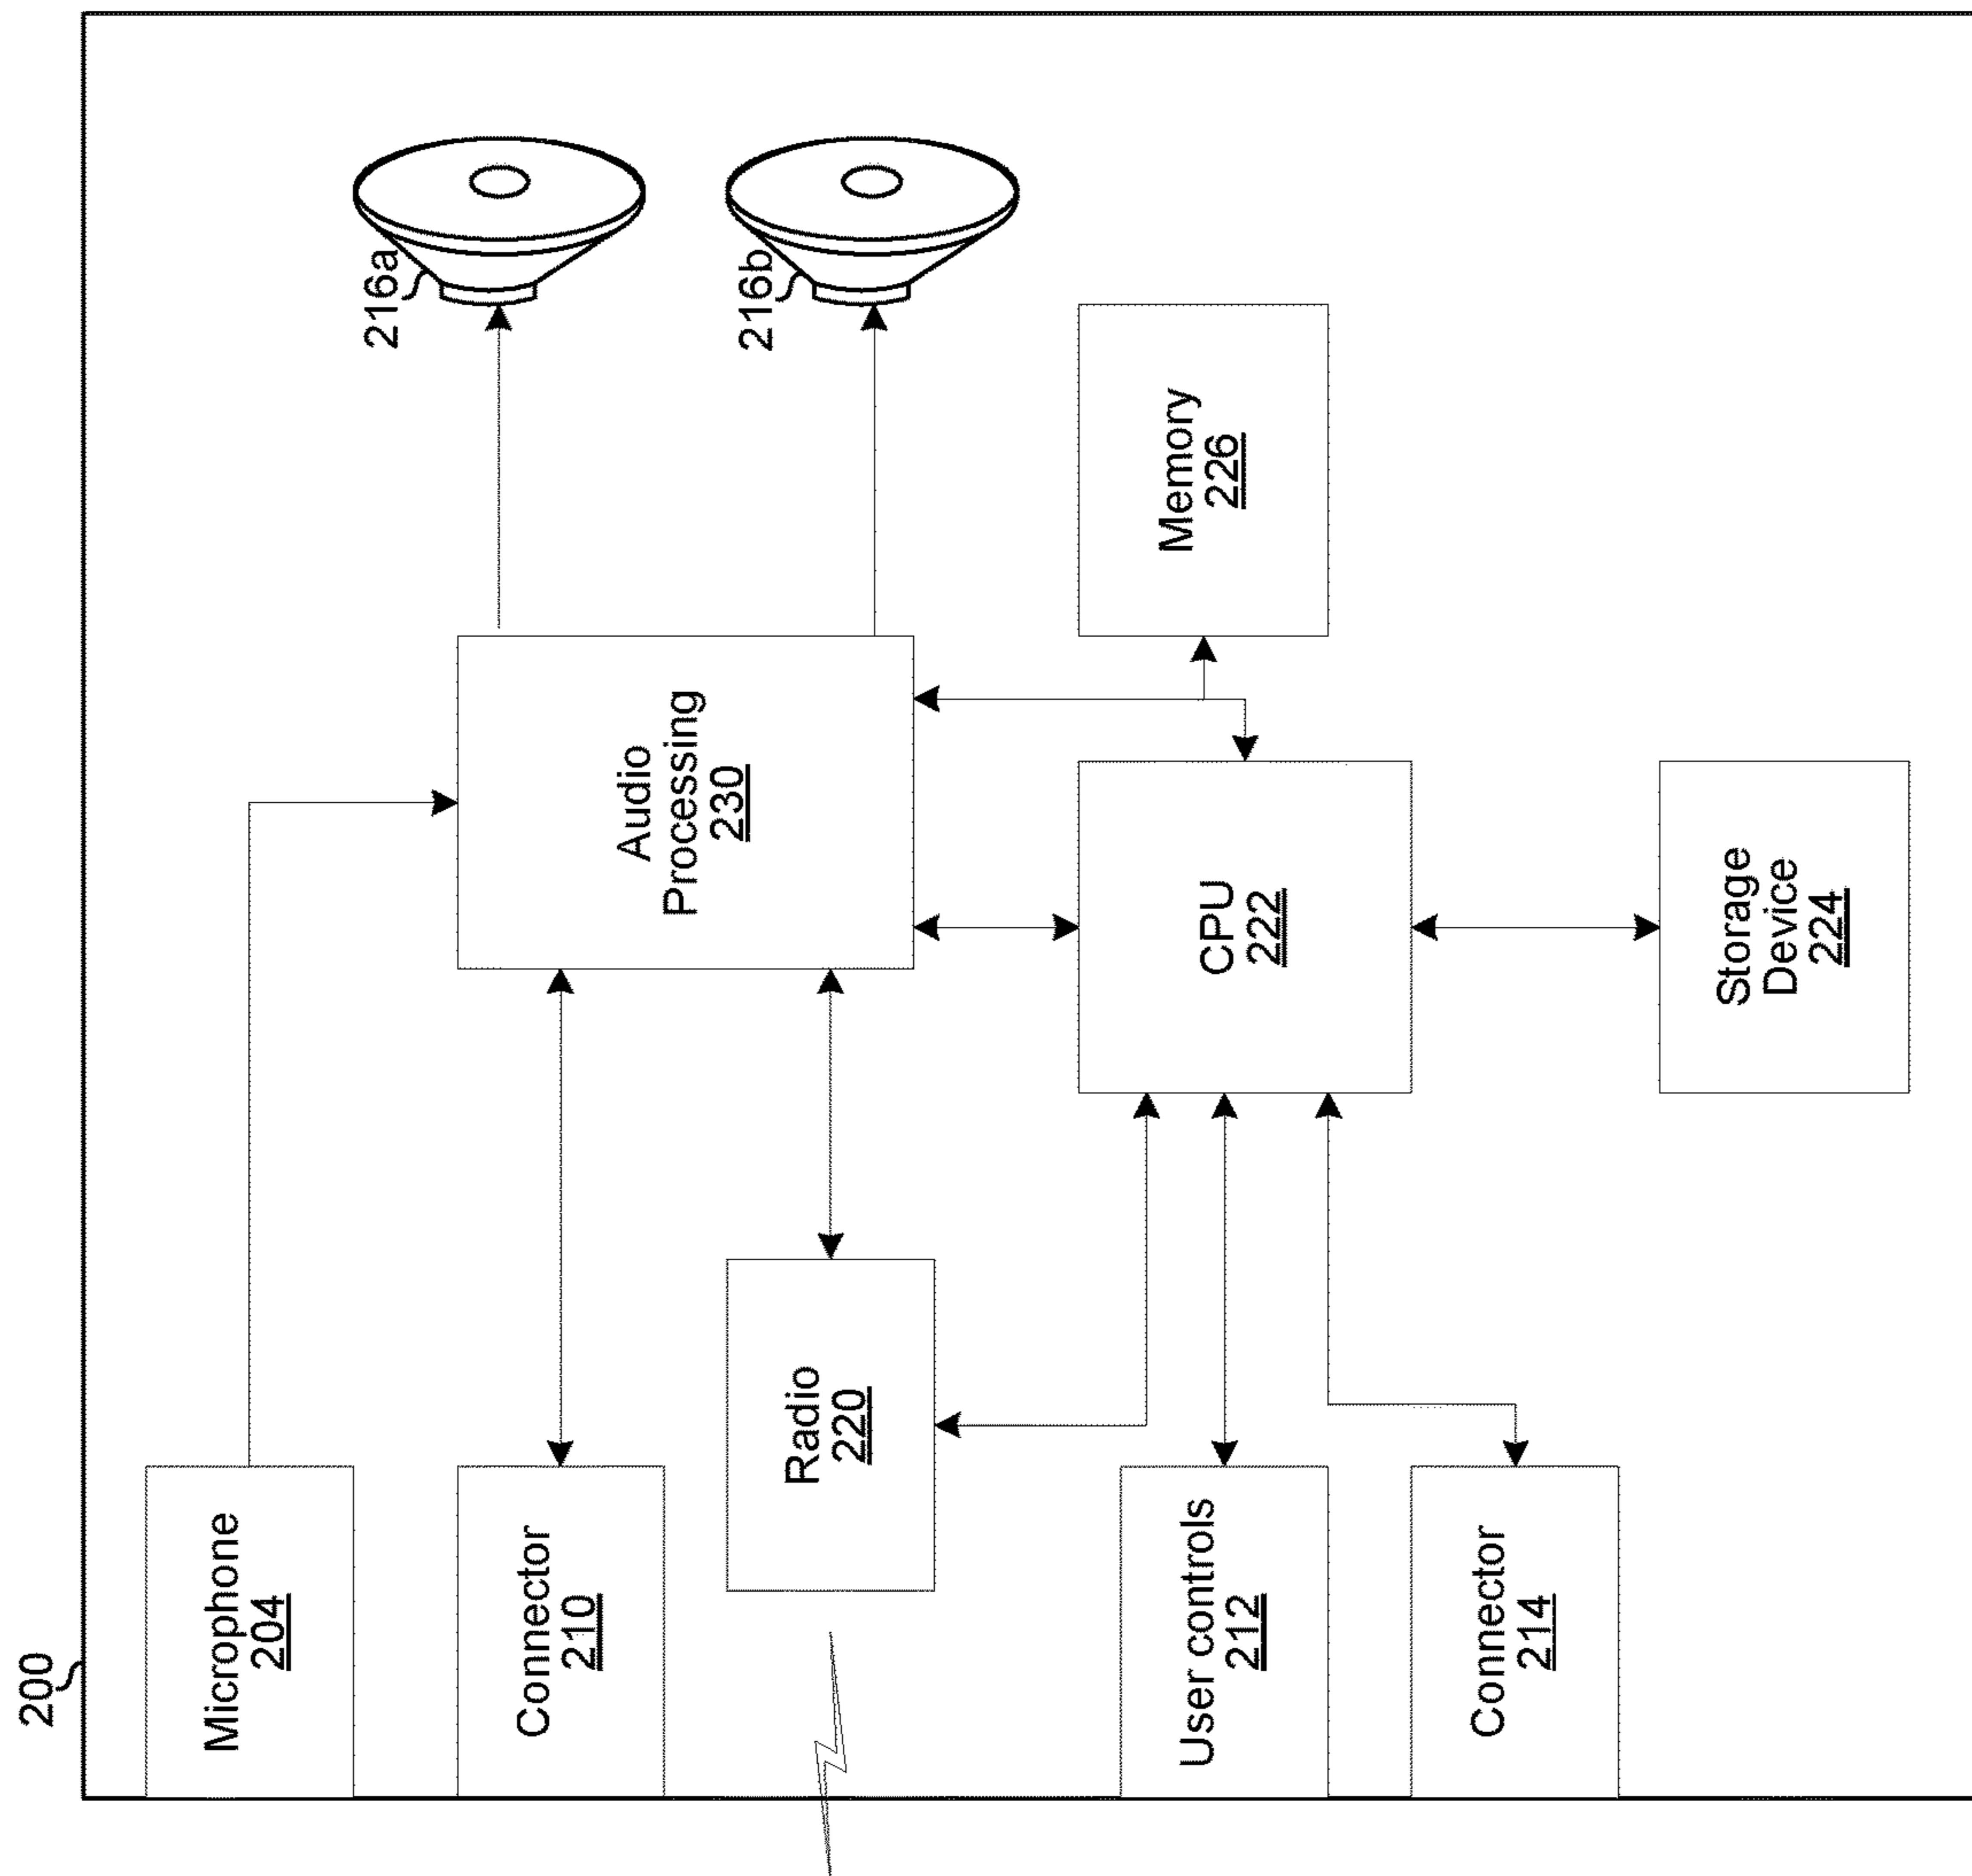 200
Microphone
204
Connector
210
Radio
220
User controls
212
Connector
214
Audio
Processing
230
CPU
222
Storage
Device
224
Memory
226
216a
216b